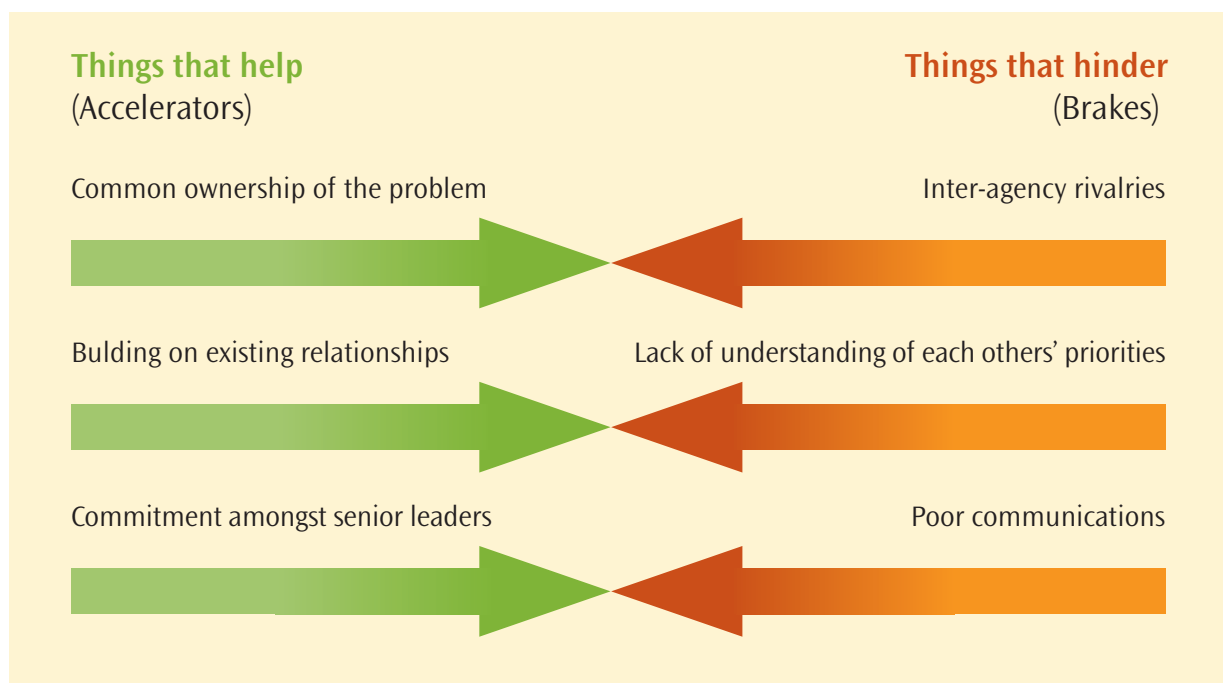 Things that help
(Accelerators)
Things that hinder
(Brakes)
Common ownership of the problem
Inter-agency rivalries
Bulding on existing relationships
Lack of understanding of each others’ priorities
Commitment amongst senior leaders
Poor communications